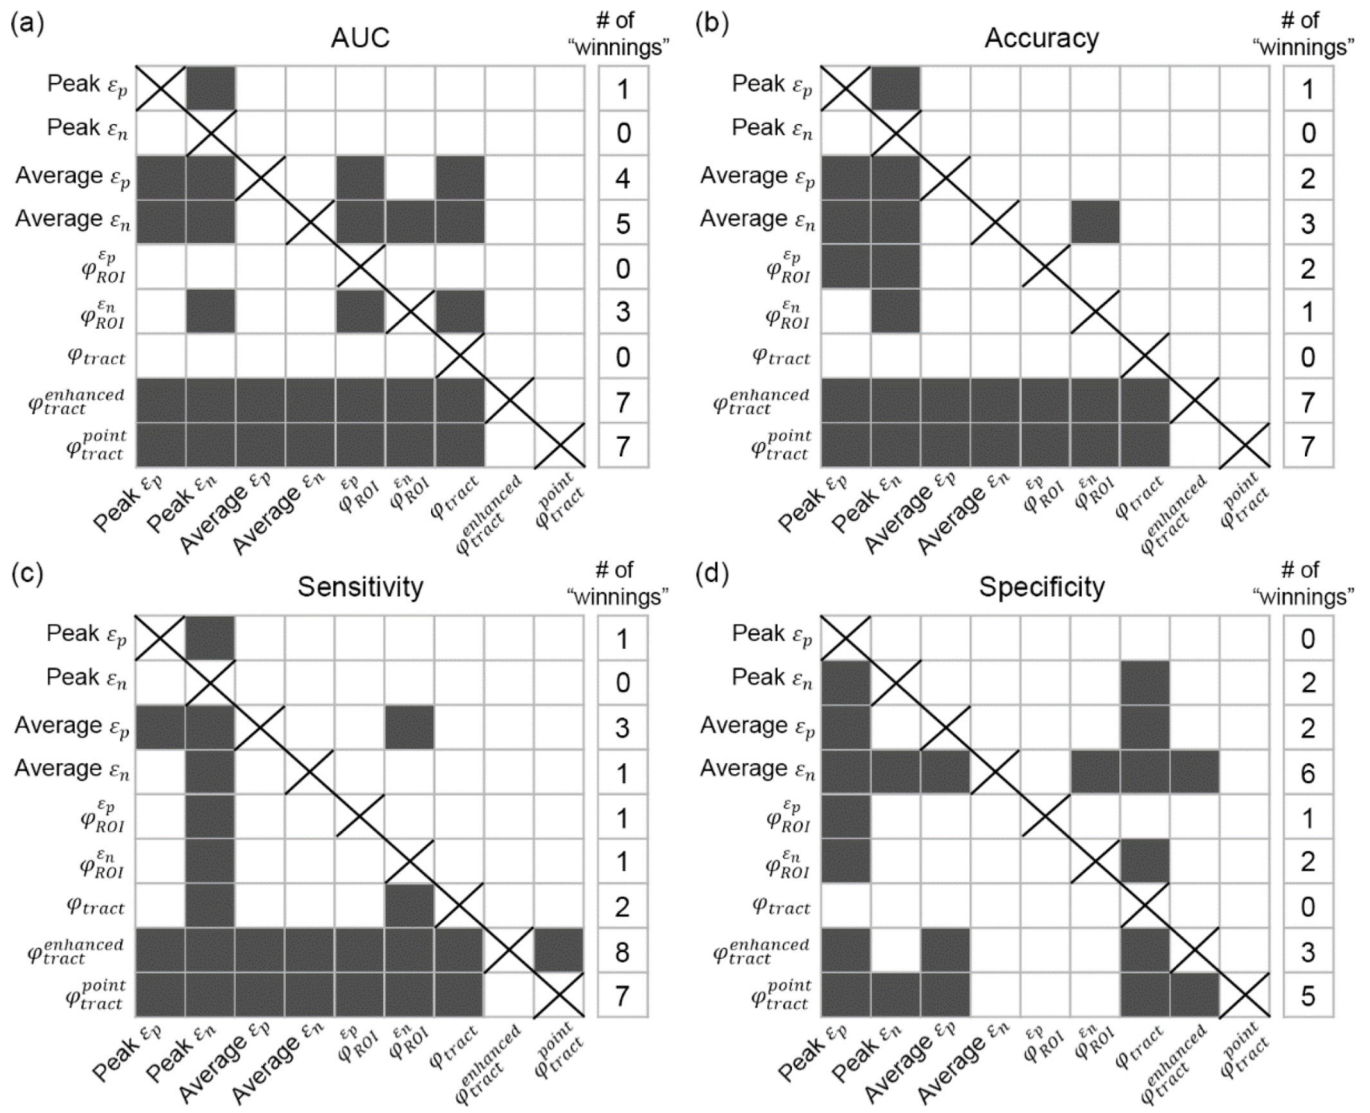 (a)
AUC
# of
“winnings”
Peak εp 1
Peak εn 0
Average εp 4
Average εn 5
φROI^εp 0
φROI^εn 3
φtract 0
φtract^enhanced 7
φtract^point 7
Peak εp
Peak εn
Average εp
Average εn
φROI^εp
φROI^εn
φtract
φtract^enhanced
φtract^point
(b)
Accuracy
# of
“winnings”
Peak εp 1
Peak εn 0
Average εp 2
Average εn 3
φROI^εp 2
φROI^εn 1
φtract 0
φtract^enhanced 7
φtract^point 7
Peak εp
Peak εn
Average εp
Average εn
φROI^εp
φROI^εn
φtract
φtract^enhanced
φtract^point
(c)
Sensitivity
# of
“winnings”
Peak εp 1
Peak εn 0
Average εp 3
Average εn 1
φROI^εp 1
φROI^εn 1
φtract 2
φtract^enhanced 8
φtract^point 7
Peak εp
Peak εn
Average εp
Average εn
φROI^εp
φROI^εn
φtract
φtract^enhanced
φtract^point
(d)
Specificity
# of
“winnings”
Peak εp 0
Peak εn 2
Average εp 2
Average εn 6
φROI^εp 1
φROI^εn 2
φtract 0
φtract^enhanced 3
φtract^point 5
Peak εp
Peak εn
Average εp
Average εn
φROI^εp
φROI^εn
φtract
φtract^enhanced
φtract^point